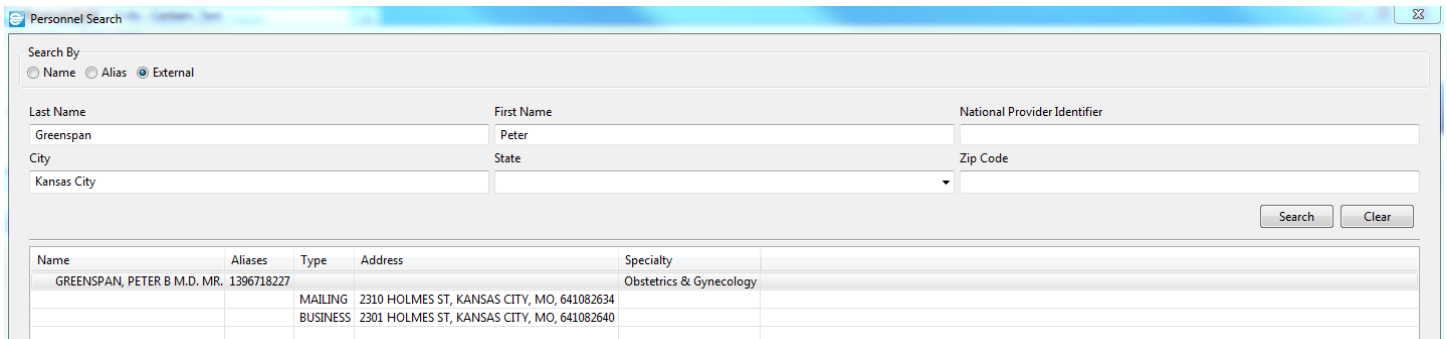 Personnel Search
Search By
Name Alias External
Last Name First Name National Provider Identifier
Greenspan Peter
City State Zip Code
Kansas City
Search Clear
Name Aliases Type Address Specialty
GREENSPAN, PETER B M.D. MR. 1396718227 Obstetrics & Gynecology
MAILING 2310 HOLMES ST, KANSAS CITY, MO, 641082634
BUSINESS 2301 HOLMES ST, KANSAS CITY, MO, 641082640